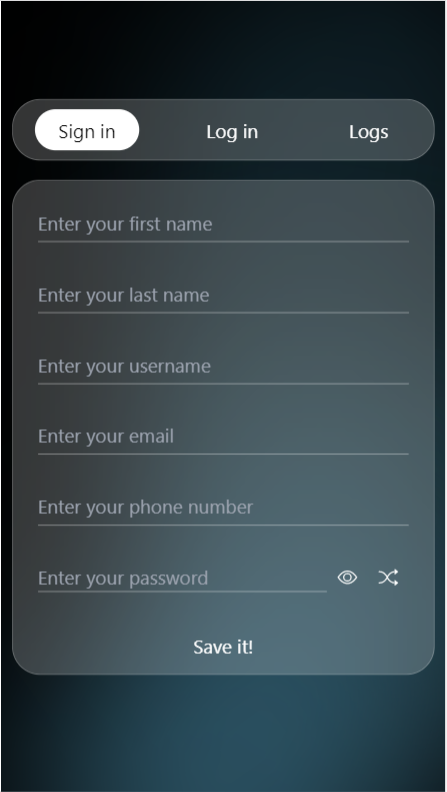 Sign in
Log in
Logs
Enter your first name
Enter your last name
Enter your username
Enter your email
Enter your phone number
Enter your password
Save it!